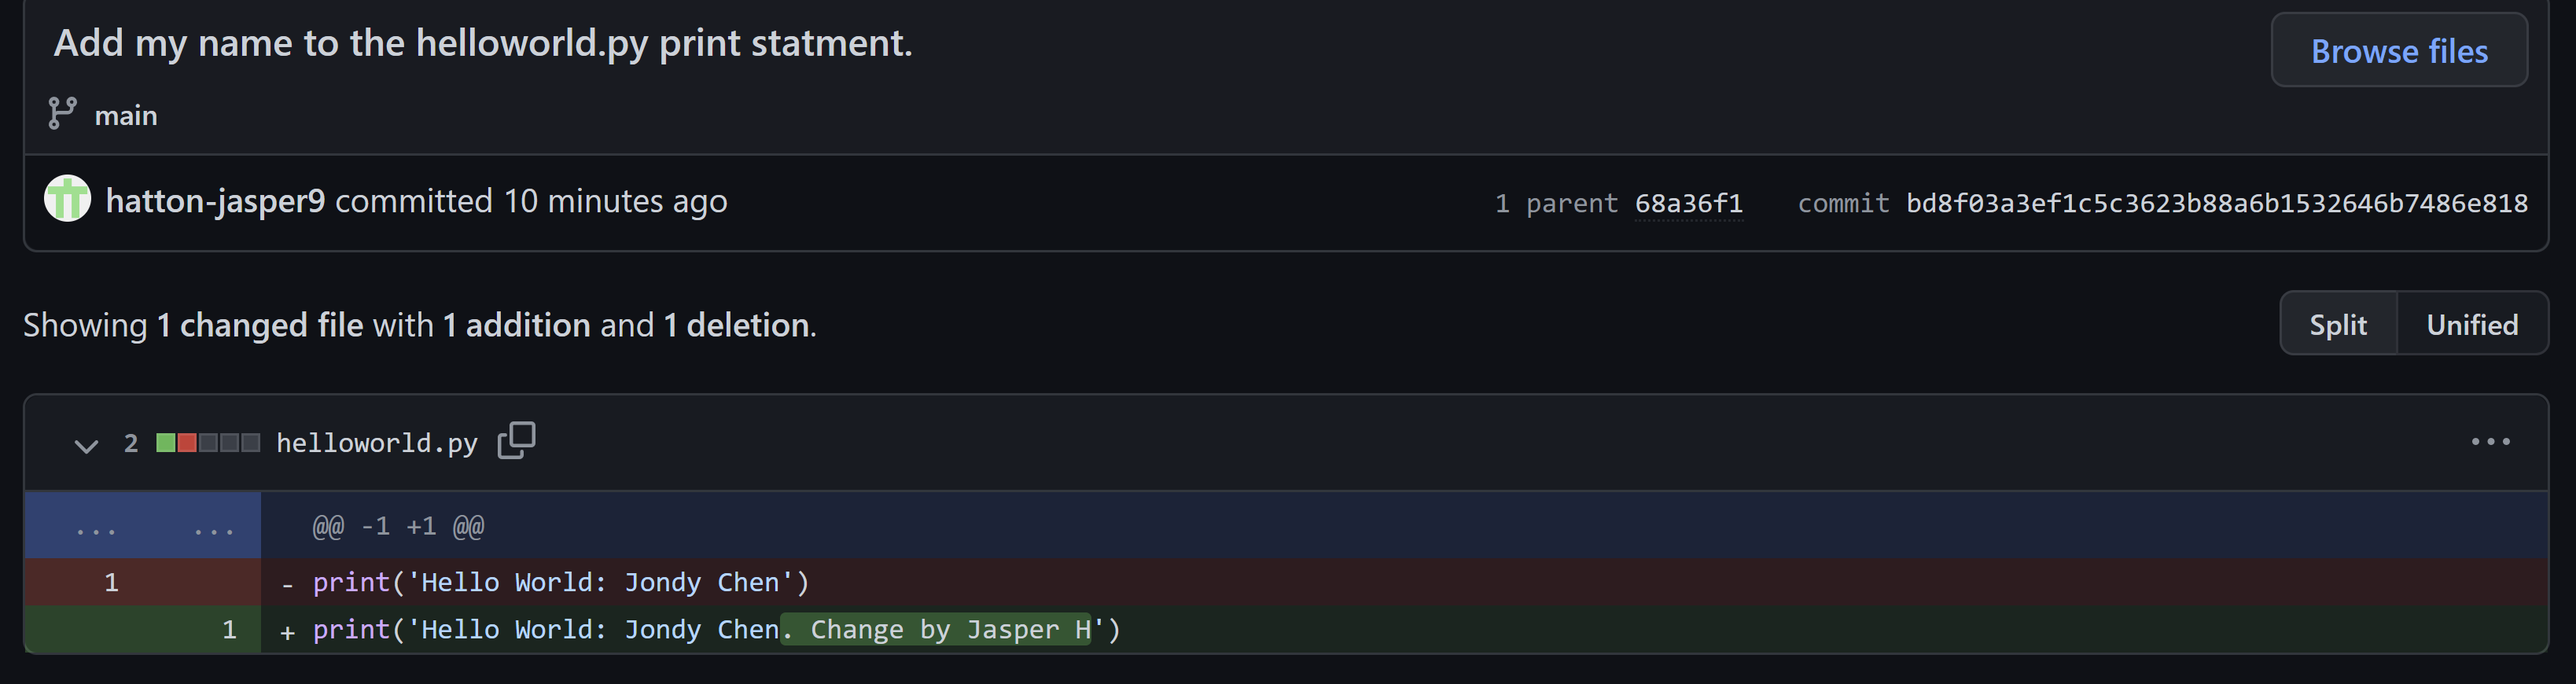 Add my name to the helloworld.py print statment.
Browse files
main
hatton-jasper9 committed 10 minutes ago
1 parent 68a36f1 commit bd8f03a3ef1c5c3623b88a6b1532646b7486e818
Showing 1 changed file with 1 addition and 1 deletion.
Split Unified
2 helloworld.py
... ... @@ -1 +1 @@
1 - print('Hello World: Jondy Chen')
1 + print('Hello World: Jondy Chen. Change by Jasper H')